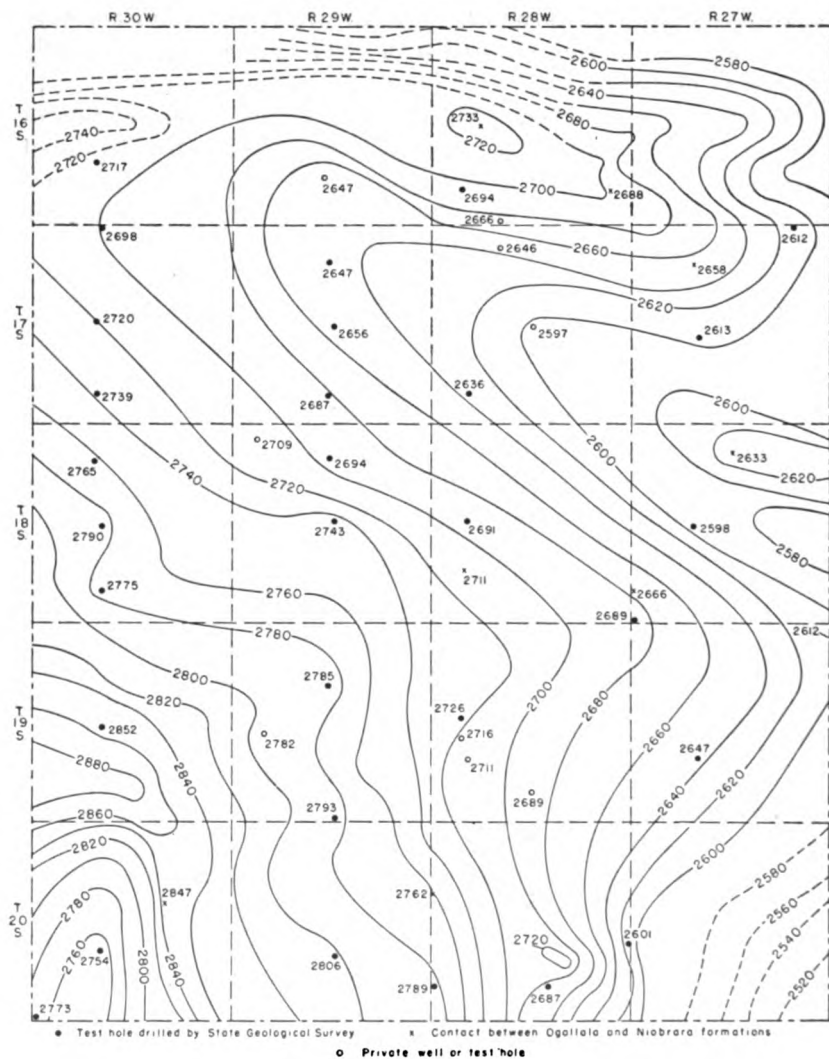 R 30 W. R 29 W. R 28 W R 27 W.
2600 2580
2640
T 16 S. 2740 2733 2680
2720 2720
2717 2647 2694 2700 2688
2666
2698 2646 2660 2612
2647 2658
2620
T 17 S 2720 2656 2597 2613
2739 2687 2636
2600
2709
2765 2740 2694 2720 2600 2633
2620
T 18 S. 2790 2743 2691 2598
2580
2711
2775 2760 2666
2689
2780 2612
2800 2785
2820 2700 2680
T 19 S 2852 2726 2660
2782 2716
2711 2647
2880 2840 2689 2640 2620
2860 2793
2820 2600
2847 2762 2580
T 20 S 2780 2560
2760 2720 2601 2540
2754 2800 2840 2806
2789 2687 2520
2773
• Test hole drilled by State Geological Survey x Contact between Ogallala and Niobrara formations
o Private well or test hole